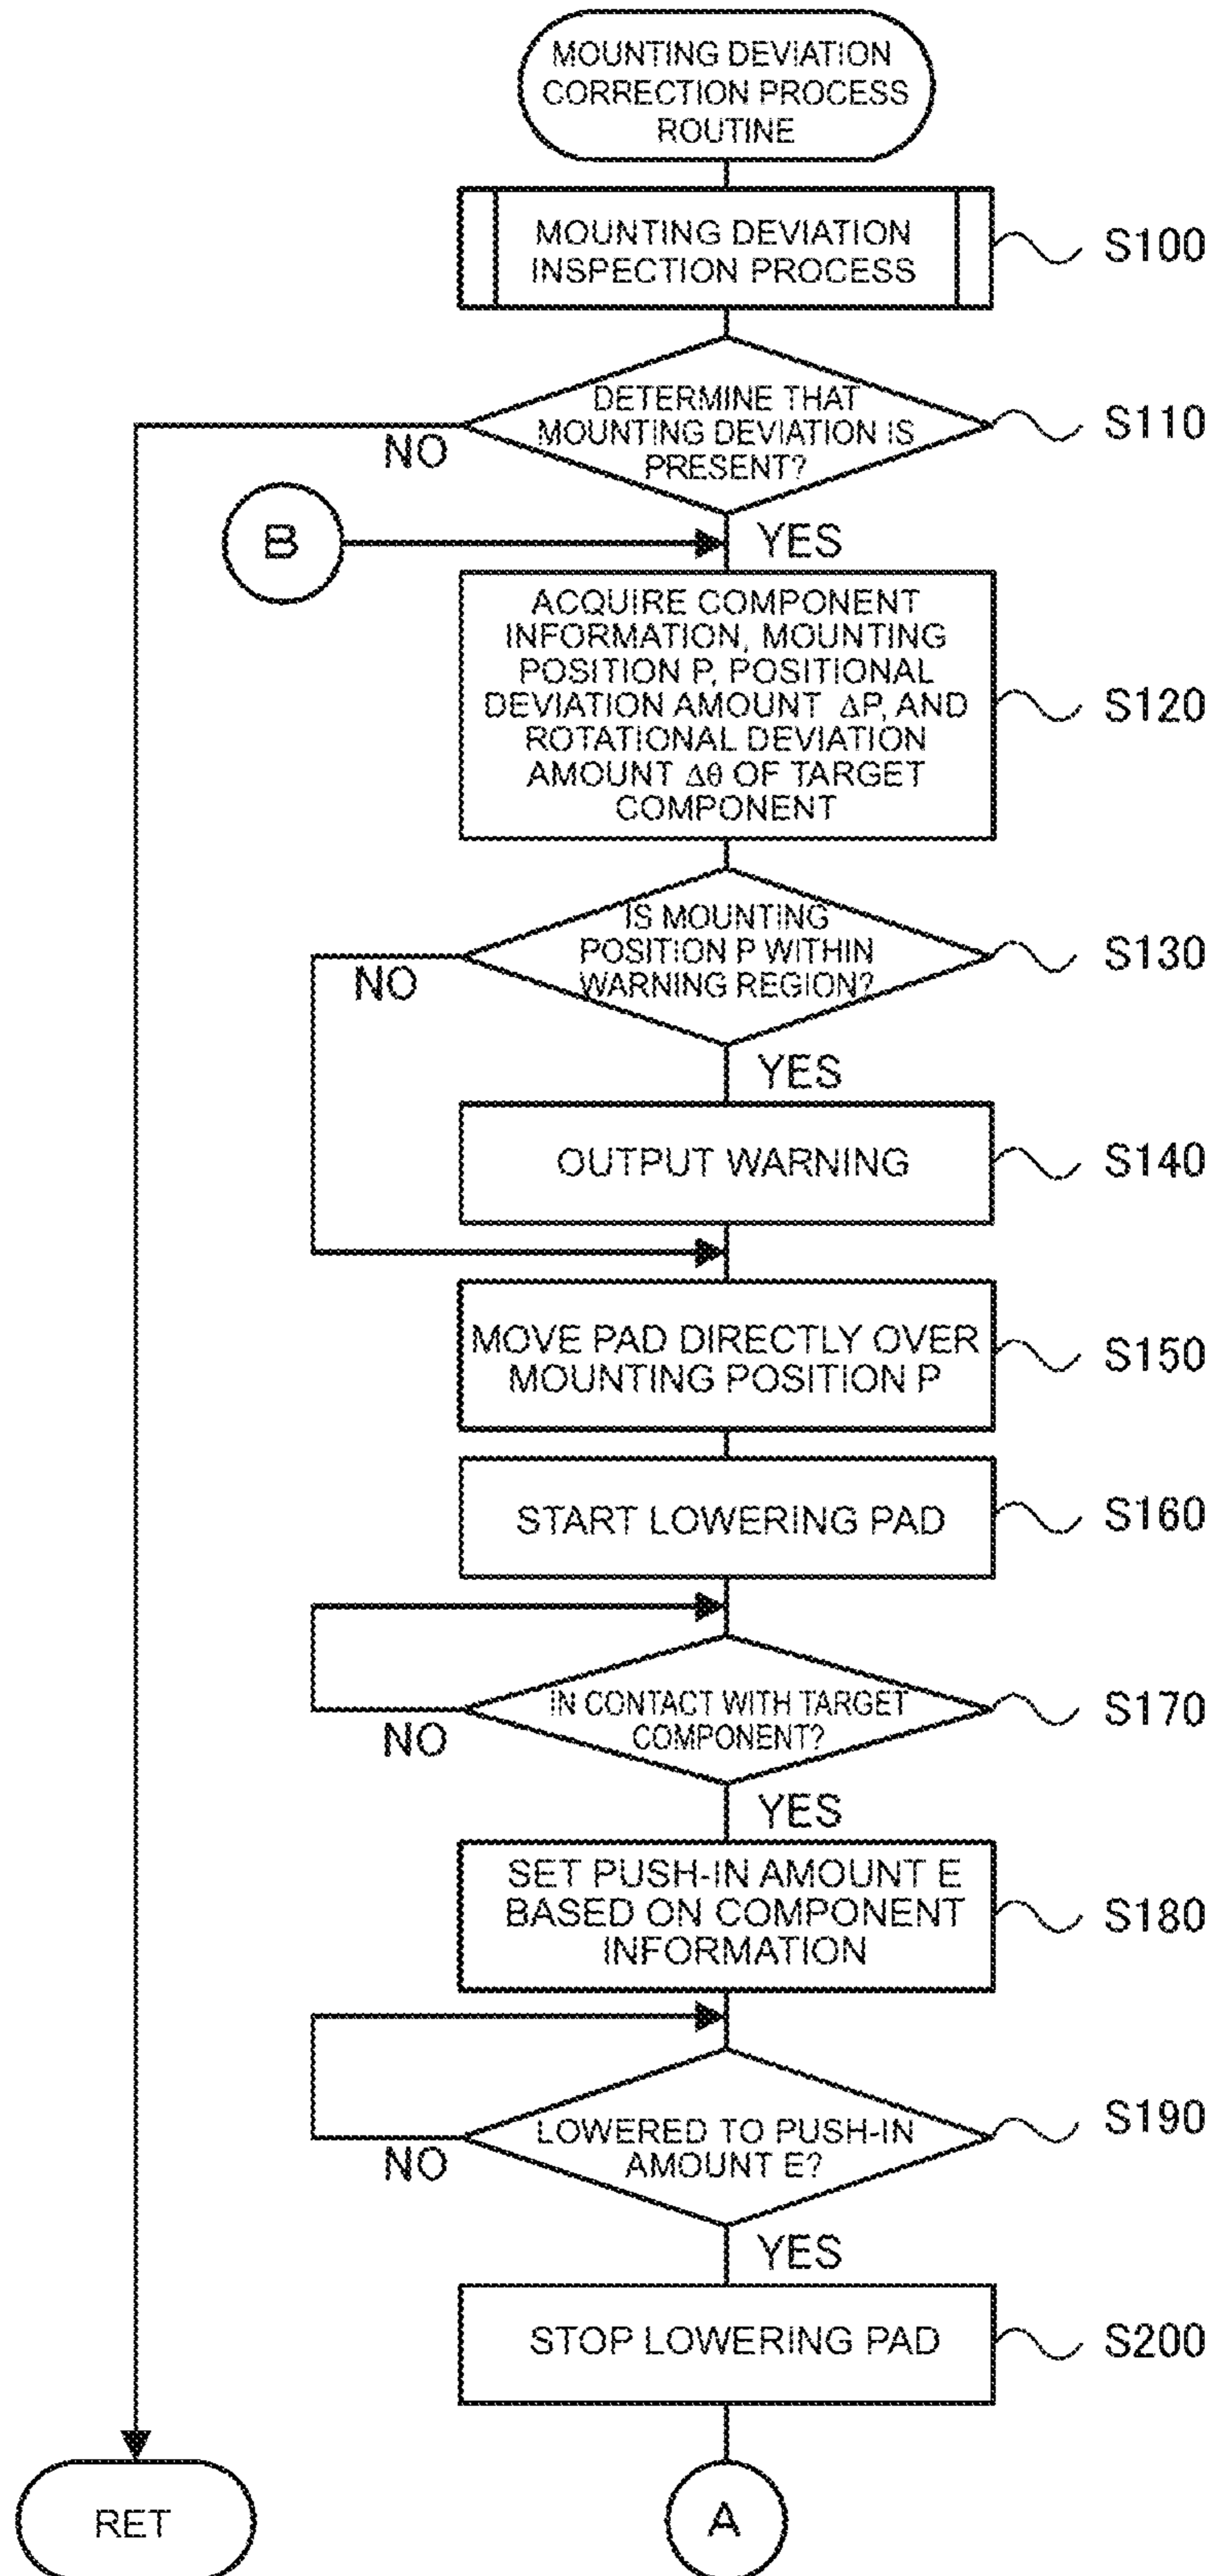 MOUNTING DEVIATION
CORRECTION PROCESS
ROUTINE
MOUNTING DEVIATION
INSPECTION PROCESS
S100
DETERMINE THAT
MOUNTING DEVIATION IS
PRESENT?
S110
NO
YES
B
ACQUIRE COMPONENT
INFORMATION, MOUNTING
POSITION P, POSITIONAL
DEVIATION AMOUNT ΔP, AND
ROTATIONAL DEVIATION
AMOUNT Δθ OF TARGET
COMPONENT
S120
IS MOUNTING
POSITION P WITHIN
WARNING REGION?
S130
NO
YES
OUTPUT WARNING
S140
MOVE PAD DIRECTLY OVER
MOUNTING POSITION P
S150
START LOWERING PAD
S160
IN CONTACT WITH TARGET
COMPONENT?
S170
NO
YES
SET PUSH-IN AMOUNT E
BASED ON COMPONENT
INFORMATION
S180
LOWERED TO PUSH-IN
AMOUNT E?
S190
NO
YES
STOP LOWERING PAD
S200
RET
A